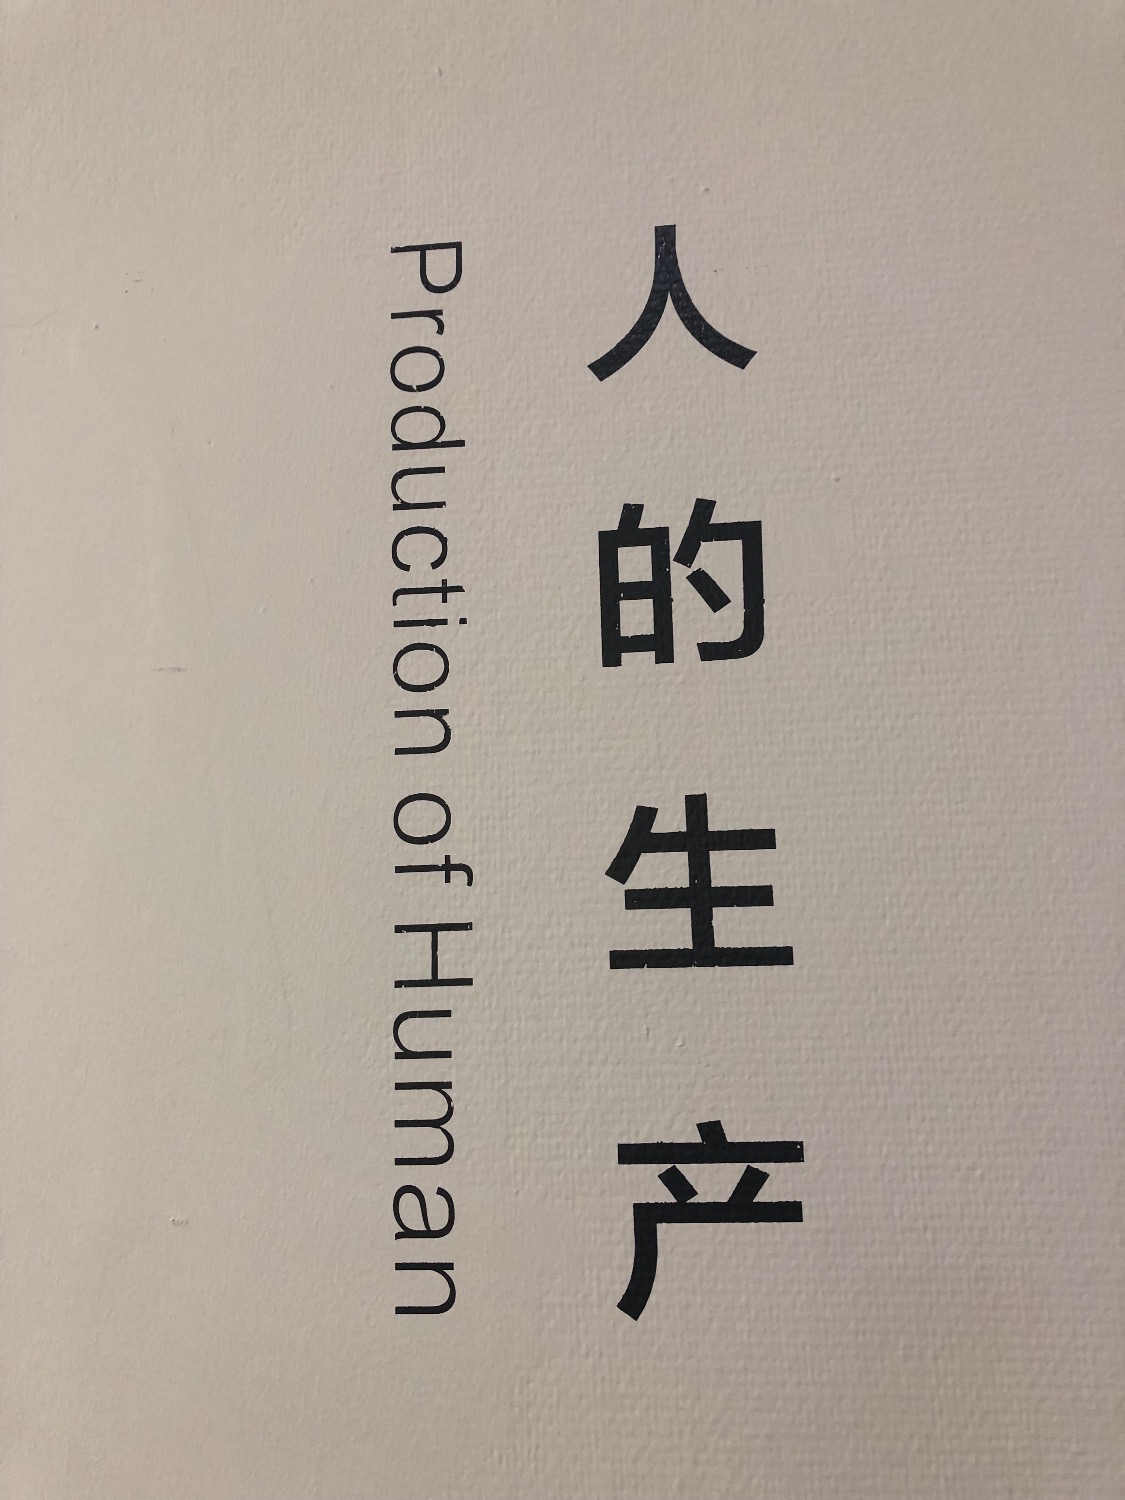 人的生产
Production of Human